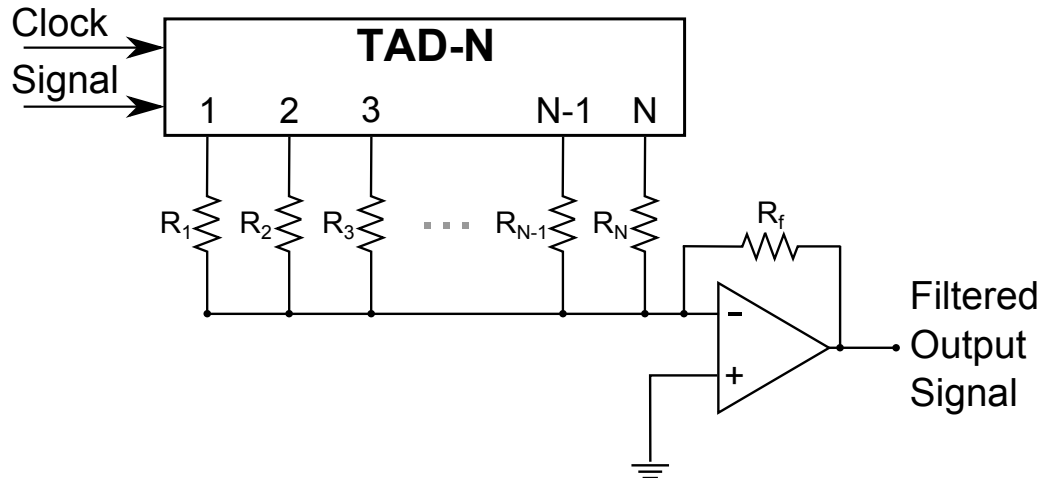 Clock
TAD-N
Signal
1 2 3 N-1 N
R1 R2 R3 RN-1 RN
Rf
-
+
Filtered
Output
Signal